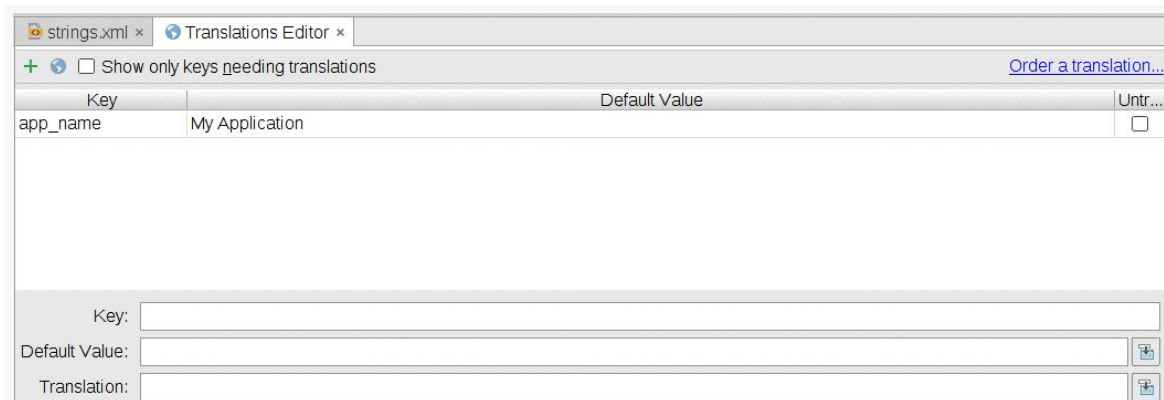 strings.xml × Translations Editor ×
Show only keys needing translations Order a translation...
Key Default Value Untr...
app_name My Application
Key:
Default Value:
Translation: